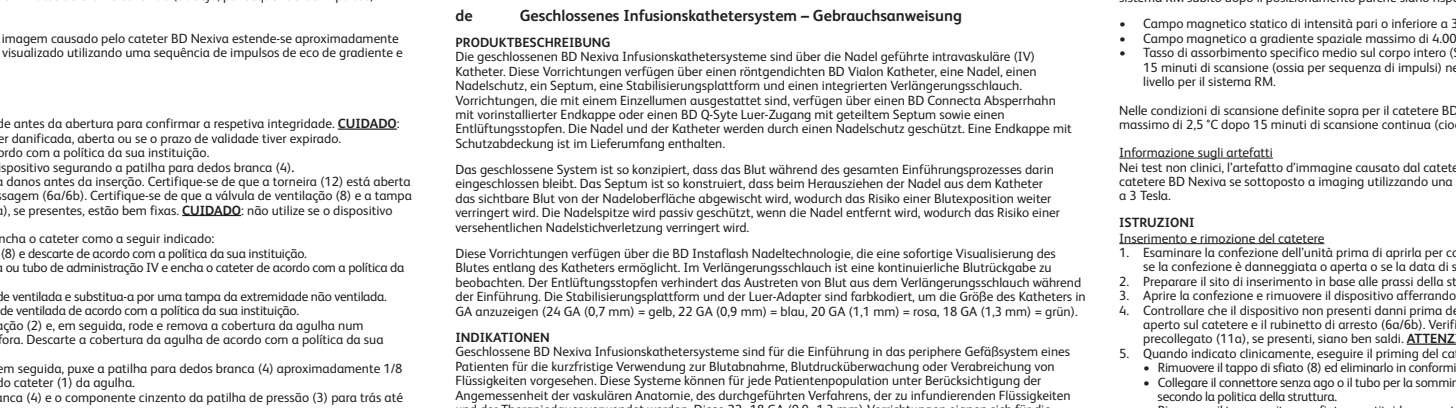 imagem causado pelo cateter BD Nexiva estende-se aproximadamente
visualizado utilizando uma sequência de impulsos de eco de gradiente e
de antes da abertura para confirmar a respetiva integridade. CUIDADO:
er danificada, aberta ou se o prazo de validade tiver expirado.
ordo com a política da sua instituição.
ispositivo segurando a patilha para dedos branca (4).
a danos antes da inserção. Certifique-se de que a torneira (12) está aberta
ssagem (6a/6b). Certifique-se de que a válvula de ventilação (8) e a tampa
a), se presentes, estão bem fixas. CUIDADO: não utilize se o dispositivo
ncha o cateter como a seguir indicado:
(8) e descarte de acordo com a política da sua instituição.
a ou tubo de administração IV e encha o cateter de acordo com a política da
de ventilada e substitua-a por uma tampa da extremidade não ventilada.
de ventilada de acordo com a política da sua instituição.
ação (2) e, em seguida, rode e remova a cobertura da agulha num
fora. Descarte a cobertura da agulha de acordo com a política da sua
em seguida, puxe a patilha para dedos branca (4) aproximadamente 1/8
do cateter (1) da agulha.
anca (4) e o componente cinzento da patilha de pressão (3) para trás até
de Geschlossenes Infusionskathetersystem – Gebrauchsanweisung
PRODUKTBESCHREIBUNG
Die geschlossenen BD Nexiva Infusionskathetersysteme sind über die Nadel geführte intravaskuläre (IV)
Katheter. Diese Vorrichtungen verfügen über einen röntgendichten BD Vialon Katheter, eine Nadel, einen
Nadelschutz, ein Septum, eine Stabilisierungsplattform und einen integrierten Verlängerungsschlauch.
Vorrichtungen, die mit einem Einzellumen ausgestattet sind, verfügen über einen BD Connecta Absperrhahn
mit vorinstallierter Endkappe oder einen BD Q-Syte Luer-Zugang mit geteiltem Septum sowie einen
Entlüftungsstopfen. Die Nadel und der Katheter werden durch einen Nadelschutz geschützt. Eine Endkappe mit
Schutzabdeckung ist im Lieferumfang enthalten.
Das geschlossene System ist so konzipiert, dass das Blut während des gesamten Einführungsprozesses darin
eingeschlossen bleibt. Das Septum ist so konstruiert, dass beim Herausziehen der Nadel aus dem Katheter
das sichtbare Blut von der Nadeloberfläche abgewischt wird, wodurch das Risiko einer Blutexposition weiter
verringert wird. Die Nadelspitze wird passiv geschützt, wenn die Nadel entfernt wird, wodurch das Risiko einer
versehentlichen Nadelstichverletzung verringert wird.
Diese Vorrichtungen verfügen über die BD Instaflash Nadeltechnologie, die eine sofortige Visualisierung des
Blutes entlang des Katheters ermöglicht. Im Verlängerungsschlauch ist eine kontinuierliche Blutrückgabe zu
beobachten. Der Entlüftungsstopfen verhindert das Austreten von Blut aus dem Verlängerungsschlauch während
der Einführung. Die Stabilisierungsplattform und der Luer-Adapter sind farbkodiert, um die Größe des Katheters in
GA anzuzeigen (24 GA (0,7 mm) = gelb, 22 GA (0,9 mm) = blau, 20 GA (1,1 mm) = rosa, 18 GA (1,3 mm) = grün).
INDIKATIONEN
Geschlossene BD Nexiva Infusionskathetersysteme sind für die Einführung in das periphere Gefäßsystem eines
Patienten für die kurzfristige Verwendung zur Blutabnahme, Blutdrucküberwachung oder Verabreichung von
Flüssigkeiten vorgesehen. Diese Systeme können für jede Patientenpopulation unter Berücksichtigung der
Angemessenheit der vaskulären Anatomie, des durchgeführten Verfahrens, der zu infundierenden Flüssigkeiten
• Campo magnetico statico di intensità pari o inferiore a 3
• Campo magnetico a gradiente spaziale massimo di 4.00
• Tasso di assorbimento specifico medio sul corpo intero (S
15 minuti di scansione (ossia per sequenza di impulsi) ne
livello per il sistema RM.
Nelle condizioni di scansione definite sopra per il catetere BD
massimo di 2,5 °C dopo 15 minuti di scansione continua (cioè
Informazione sugli artefatti
Nei test non clinici, l'artefatto d'immagine causato dal catete
catetere BD Nexiva se sottoposto a imaging utilizzando una
a 3 Tesla.
ISTRUZIONI
Inserimento e rimozione del catetere
1. Esaminare la confezione dell'unità prima di aprirla per co
se la confezione è danneggiata o aperta o se la data di s
2. Preparare il sito di inserimento in base alle prassi della st
3. Aprire la confezione e rimuovere il dispositivo afferrando
4. Controllare che il dispositivo non presenti danni prima de
aperto sul catetere e il rubinetto di arresto (6a/6b). Verifi
precollegato (11a), se presenti, siano ben saldi. ATTENZI
5. Quando indicato clinicamente, eseguire il priming del ca
• Rimuovere il tappo di sfiato (8) ed eliminarlo in conformi
• Collegare il connettore senza ago o il tubo per la sommin
secondo la politica della struttura.